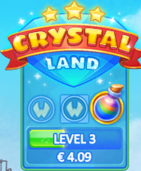 CRYSTAL
LAND
LEVEL 3
€ 4.09